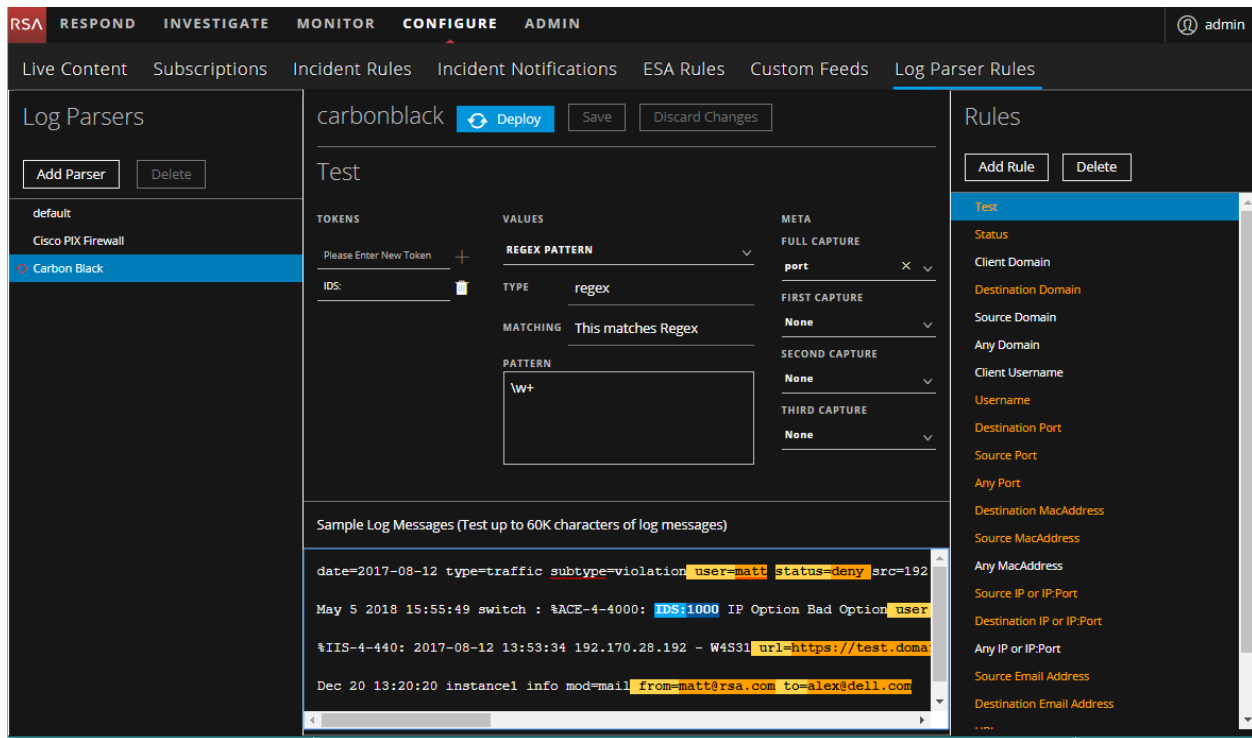 RSA RESPOND INVESTIGATE MONITOR CONFIGURE ADMIN admin
Live Content Subscriptions Incident Rules Incident Notifications ESA Rules Custom Feeds Log Parser Rules
Log Parsers
Add Parser Delete
default
Cisco PIX Firewall
Carbon Black
carbonblack Deploy Save Discard Changes
Test
TOKENS
Please Enter New Token
IDS:
VALUES
REGEX PATTERN
TYPE regex
MATCHING This matches Regex
PATTERN
\w+
META
FULL CAPTURE
port
FIRST CAPTURE
None
SECOND CAPTURE
None
THIRD CAPTURE
None
Sample Log Messages (Test up to 60K characters of log messages)
date=2017-08-12 type=traffic subtype=violation user=matt status=deny src=192
May 5 2018 15:55:49 switch : %ACE-4-4000: IDS:1000 IP Option Bad Option user
%IIS-4-440: 2017-08-12 13:53:34 192.170.28.192 - W4S31 url=https://test.doma
Dec 20 13:20:20 instance1 info mod=mail from=matt@rsa.com to=alex@dell.com
Rules
Add Rule Delete
Test
Status
Client Domain
Destination Domain
Source Domain
Any Domain
Client Username
Username
Destination Port
Source Port
Any Port
Destination MacAddress
Source MacAddress
Any MacAddress
Source IP or IP:Port
Destination IP or IP:Port
Any IP or IP:Port
Source Email Address
Destination Email Address